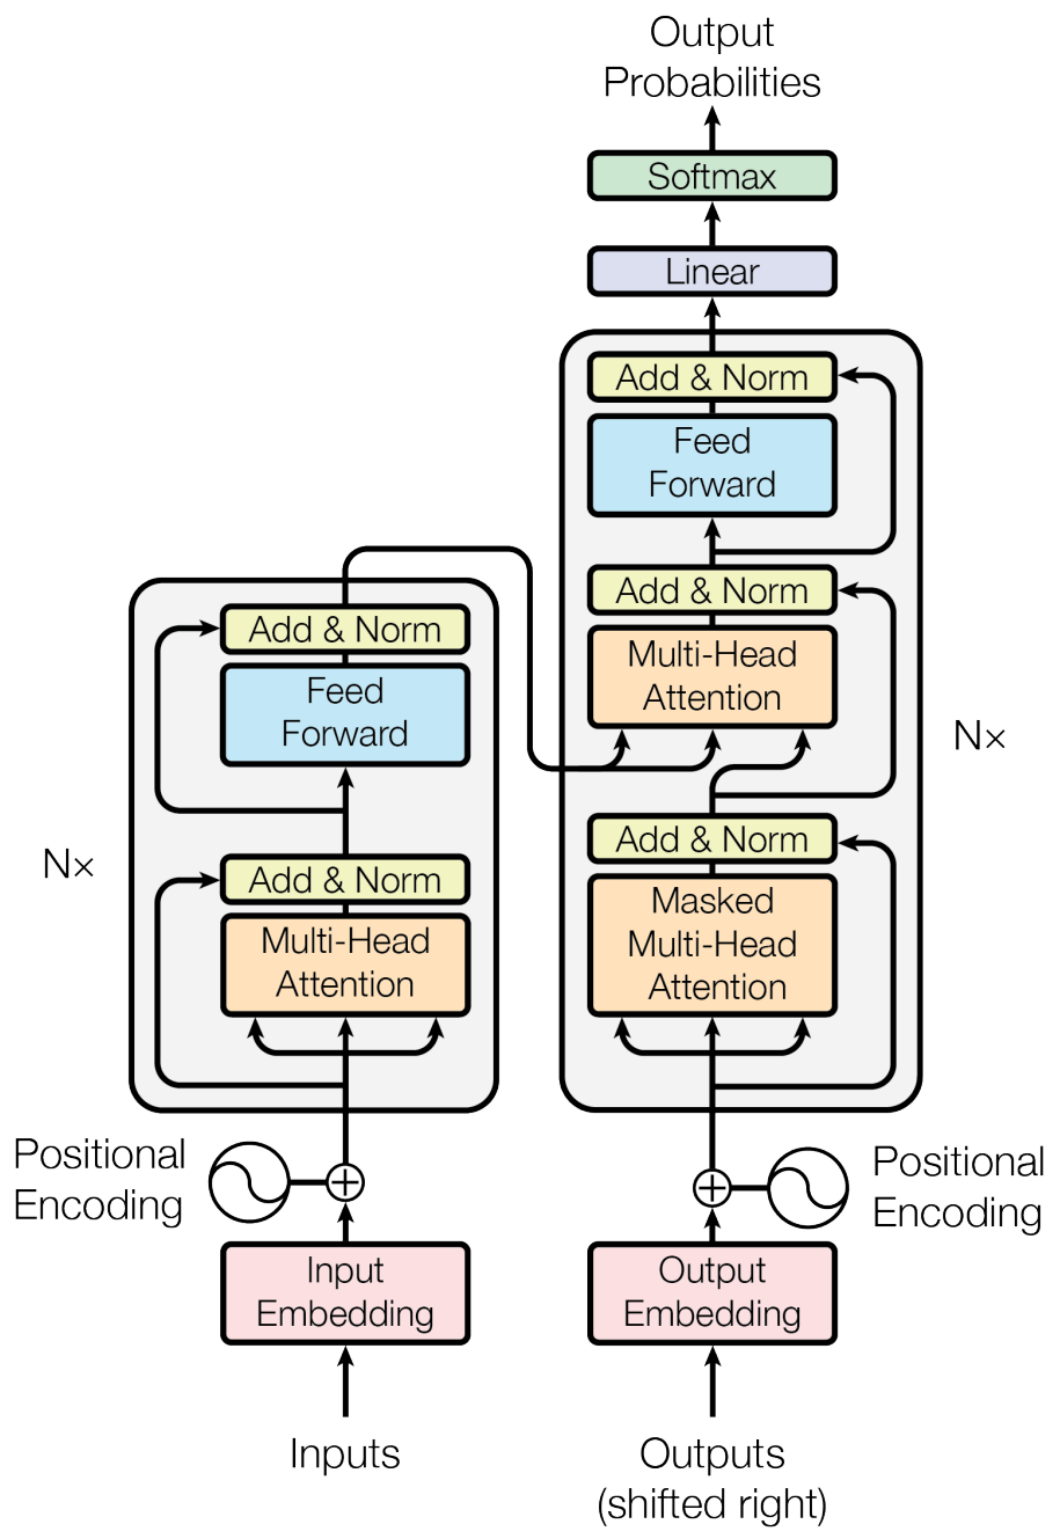 Output
Probabilities
Softmax
Linear
Add & Norm
Feed
Forward
Add & Norm
Multi-Head
Attention
Nx
Add & Norm
Masked
Multi-Head
Attention
Add & Norm
Feed
Forward
Nx
Add & Norm
Multi-Head
Attention
Positional
Encoding
Positional
Encoding
Input
Embedding
Output
Embedding
Inputs
Outputs
(shifted right)